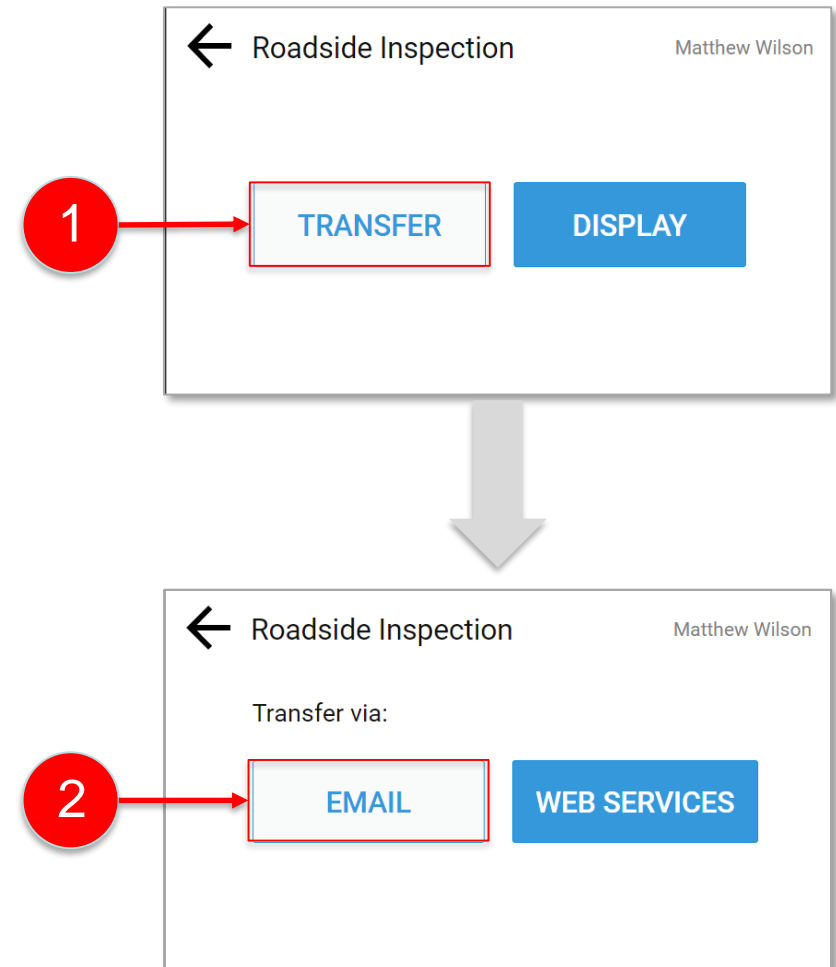 Roadside Inspection Matthew Wilson
1 TRANSFER DISPLAY
Roadside Inspection Matthew Wilson
Transfer via:
2 EMAIL WEB SERVICES